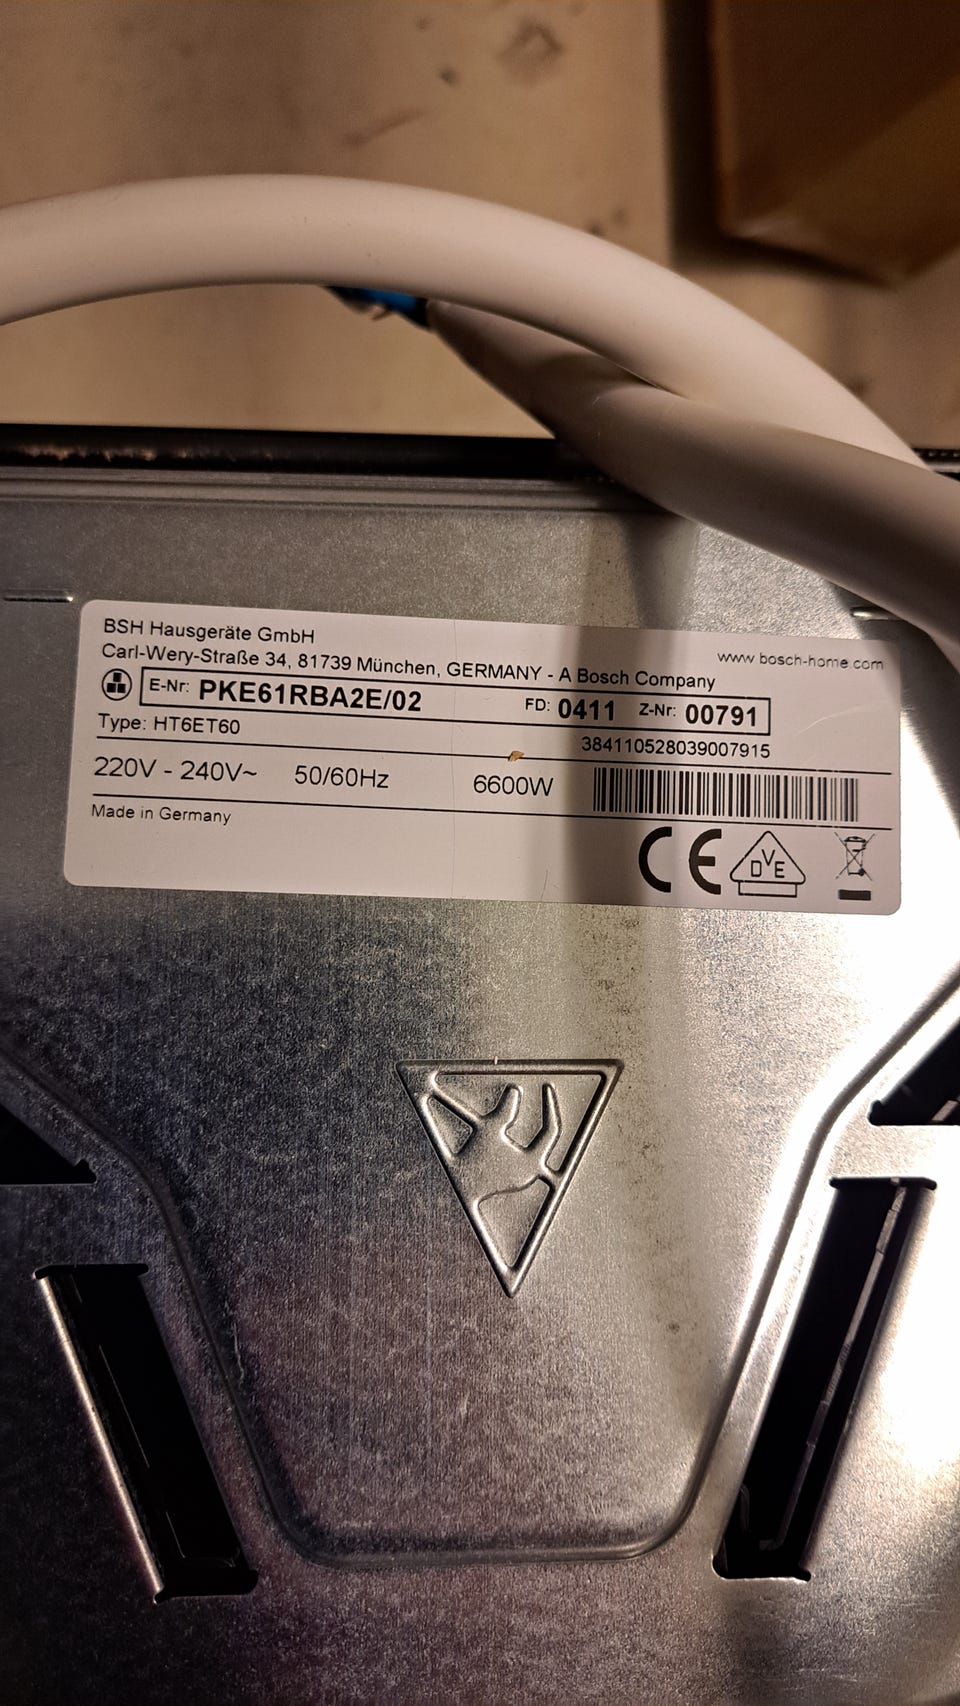 BSH Hausgeräte GmbH
Carl-Wery-Straße 34, 81739 München, GERMANY - A Bosch Company
www bosch-home.com
E-Nr: PKE61RBA2E/02 FD: 0411 Z-Nr: 00791
Type: HT6ET60 384110528039007915
220V - 240V~ 50/60Hz 6600W
Made in Germany
CE DVE